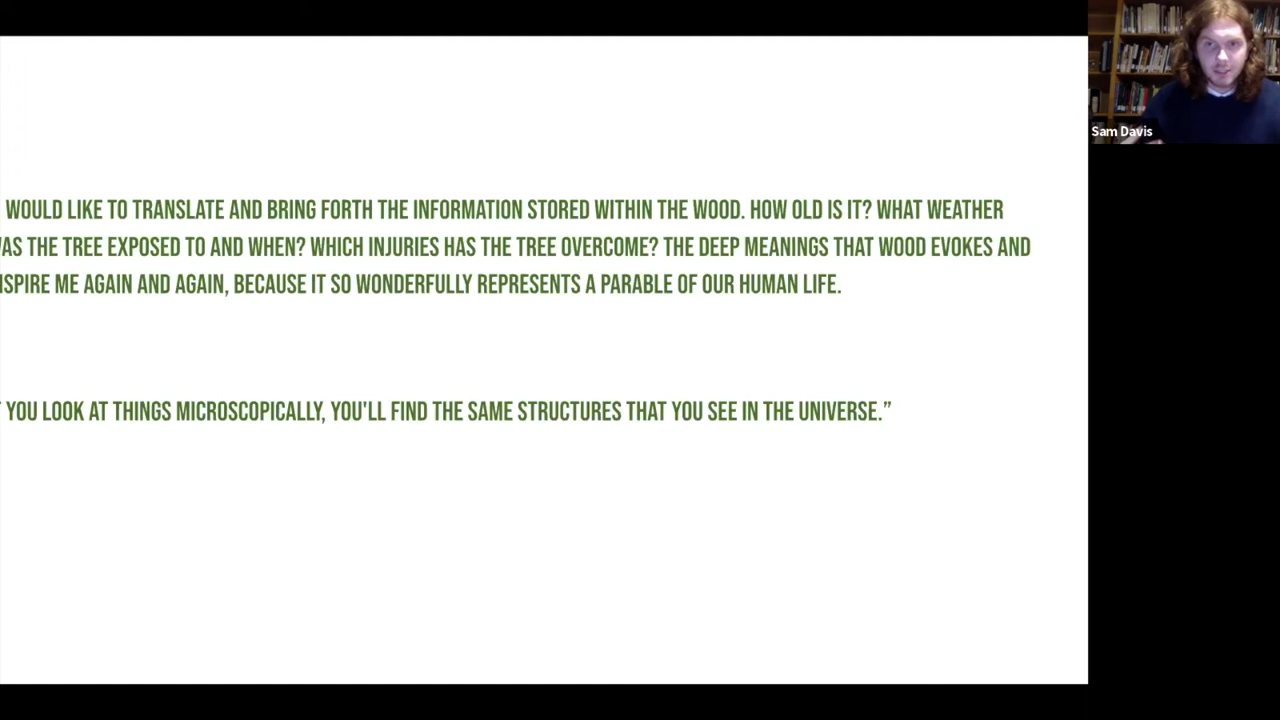 WOULD LIKE TO TRANSLATE AND BRING FORTH THE INFORMATION STORED WITHIN THE WOOD. HOW OLD IS IT? WHAT WEATHER
AS THE TREE EXPOSED TO AND WHEN? WHICH INJURIES HAS THE TREE OVERCOME? THE DEEP MEANINGS THAT WOOD EVOKES AND
SPIRE ME AGAIN AND AGAIN, BECAUSE IT SO WONDERFULLY REPRESENTS A PARABLE OF OUR HUMAN LIFE.
YOU LOOK AT THINGS MICROSCOPICALLY, YOU'LL FIND THE SAME STRUCTURES THAT YOU SEE IN THE UNIVERSE.”
Sam Davis